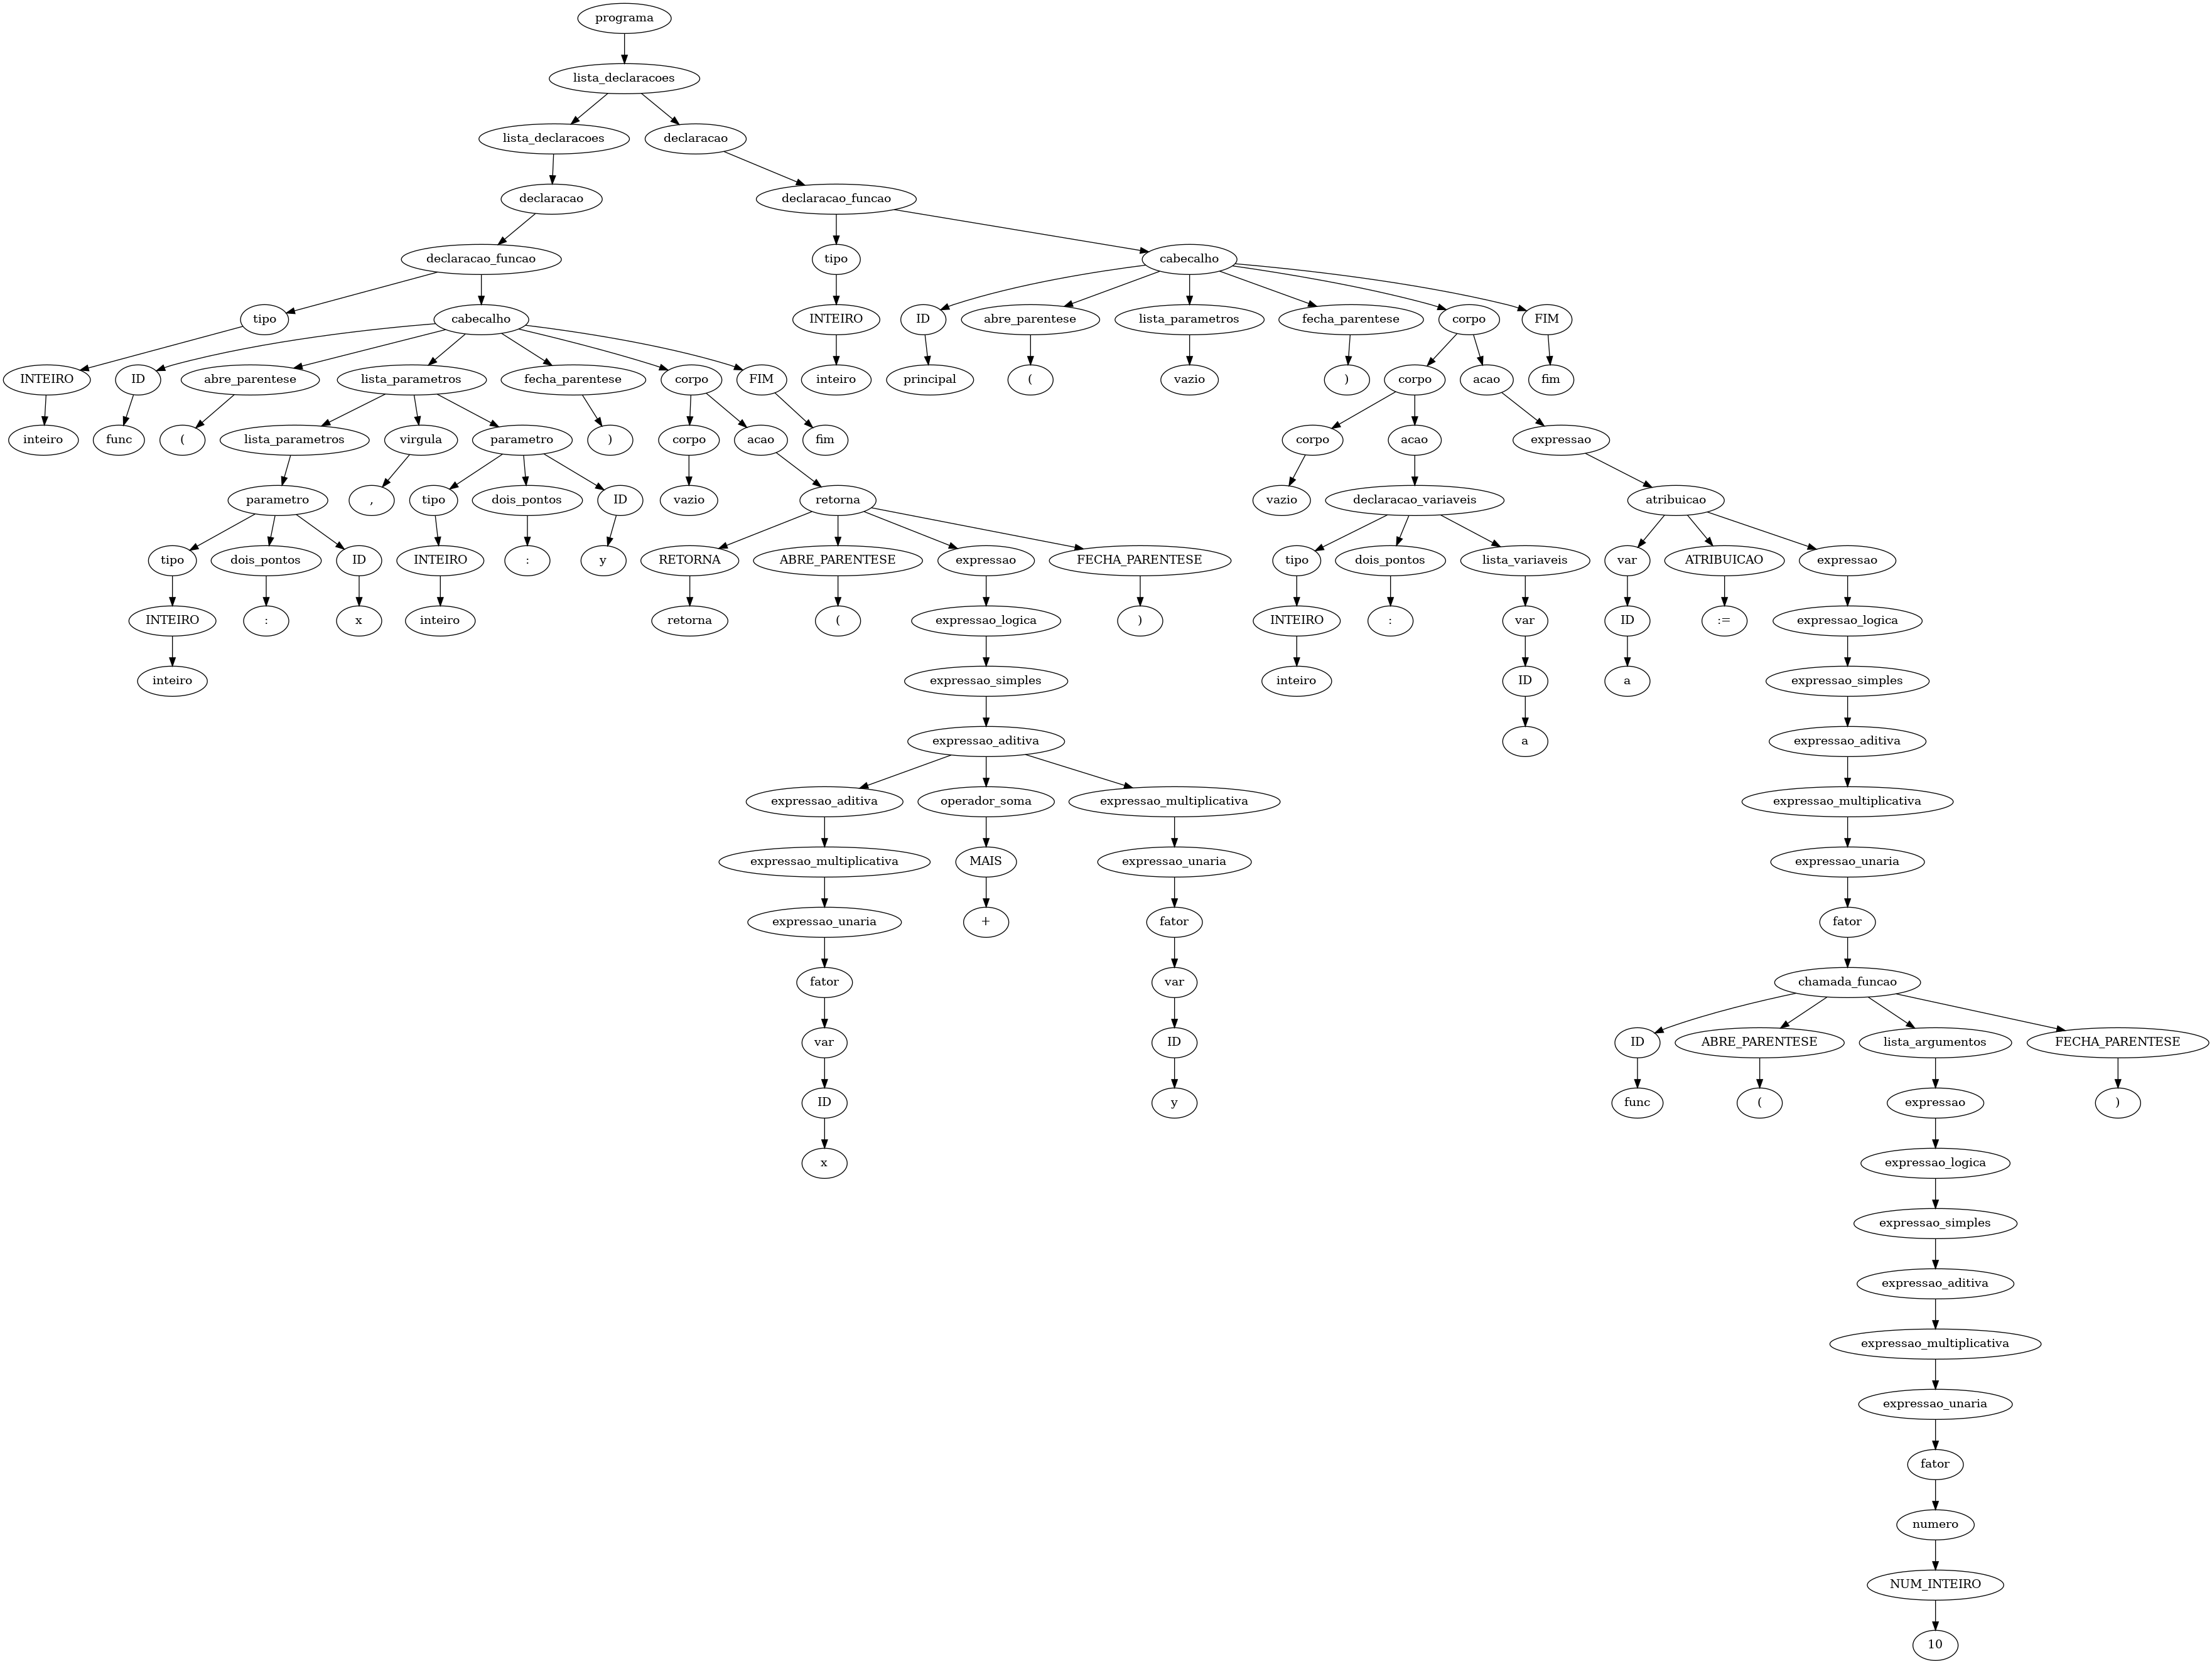 programa
lista_declaracoes
lista_declaracoes declaracao
declaracao declaracao_funcao
declaracao_funcao tipo cabecalho
tipo cabecalho INTEIRO ID abre_parentese lista_parametros fecha_parentese corpo FIM
INTEIRO ID abre_parentese lista_parametros fecha_parentese corpo FIM inteiro principal ( vazio ) corpo acao fim
inteiro func ( lista_parametros virgula parametro ) corpo acao fim corpo acao expressao
parametro , tipo dois_pontos ID vazio retorna vazio declaracao_variaveis atribuicao
tipo dois_pontos ID INTEIRO : y RETORNA ABRE_PARENTESE expressao FECHA_PARENTESE tipo dois_pontos lista_variaveis var ATRIBUICAO expressao
INTEIRO : x inteiro retorna ( expressao_logica ) INTEIRO : var ID := expressao_logica
inteiro expressao_simples inteiro ID a expressao_simples
expressao_aditiva a expressao_aditiva
expressao_aditiva operador_soma expressao_multiplicativa expressao_multiplicativa
expressao_multiplicativa MAIS expressao_unaria expressao_unaria
expressao_unaria + fator fator
fator var chamada_funcao
var ID ID ABRE_PARENTESE lista_argumentos FECHA_PARENTESE
ID y func ( expressao )
x expressao_logica
expressao_simples
expressao_aditiva
expressao_multiplicativa
expressao_unaria
fator
numero
NUM_INTEIRO
10